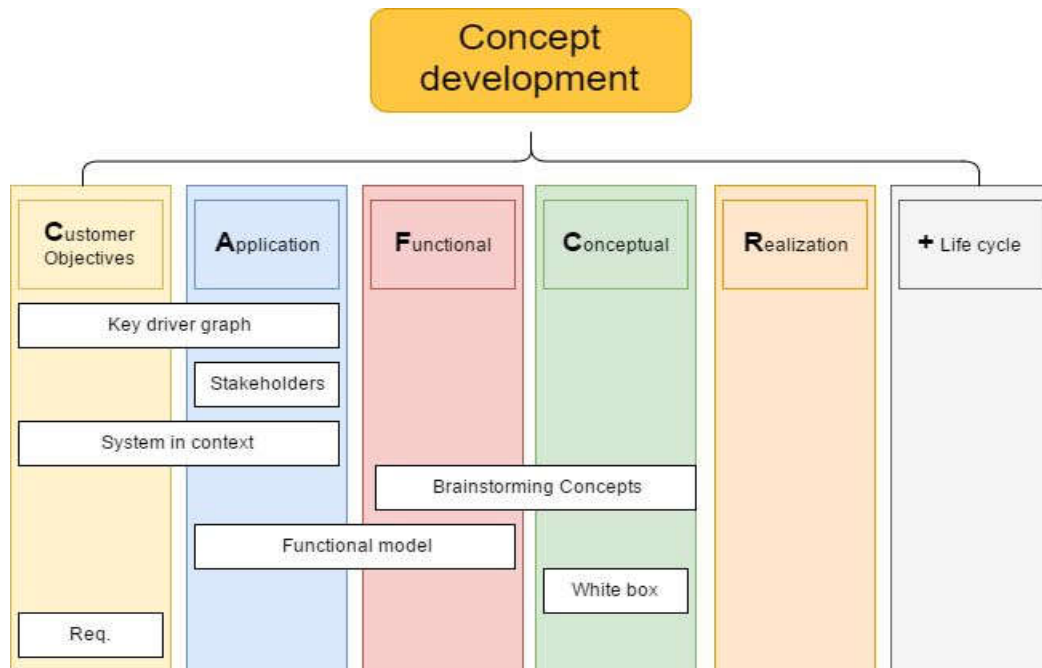 Concept
development
Customer
Objectives
Application
Functional
Conceptual
Realization
+ Life cycle
Key driver graph
Stakeholders
System in context
Brainstorming Concepts
Functional model
White box
Req.